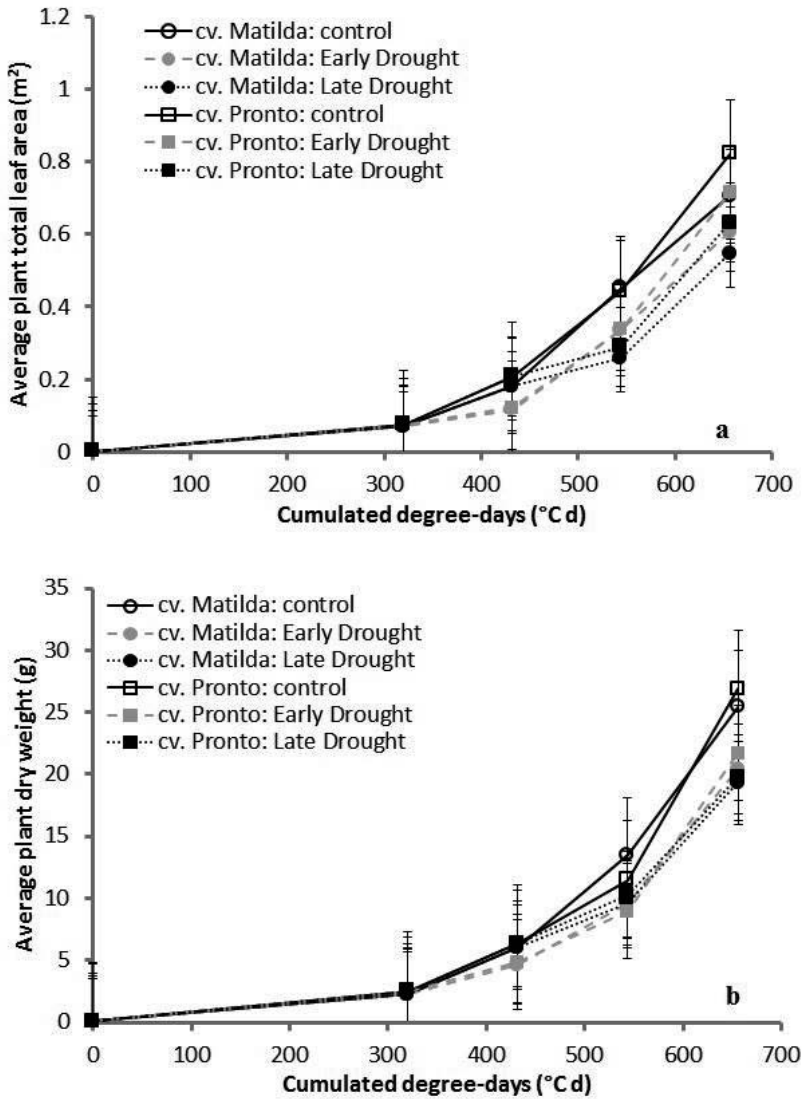 1.2
1
0.8
0.6
0.4
0.2
0
Average plant total leaf area (m²)
cv. Matilda: control
cv. Matilda: Early Drought
cv. Matilda: Late Drought
cv. Pronto: control
cv. Pronto: Early Drought
cv. Pronto: Late Drought
a
0 100 200 300 400 500 600 700
Cumulated degree-days (°C d)
35
30
25
20
15
10
5
0
Average plant dry weight (g)
cv. Matilda: control
cv. Matilda: Early Drought
cv. Matilda: Late Drought
cv. Pronto: control
cv. Pronto: Early Drought
cv. Pronto: Late Drought
b
0 100 200 300 400 500 600 700
Cumulated degree-days (°C d)